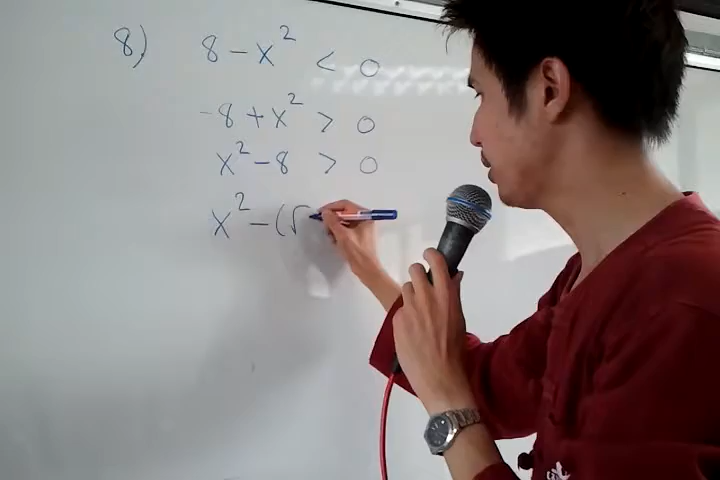 8) 8 - x² < 0
-8 + x² > 0
x² - 8 > 0
x² - (√